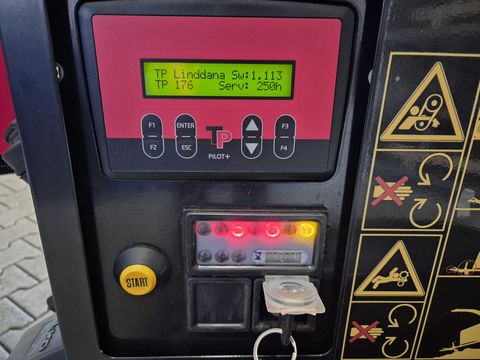 TP Linddana Sw:1.113
TP 176 Serv: 250h
F1 ENTER F3
F2 ESC F4
TP
PILOT+
START